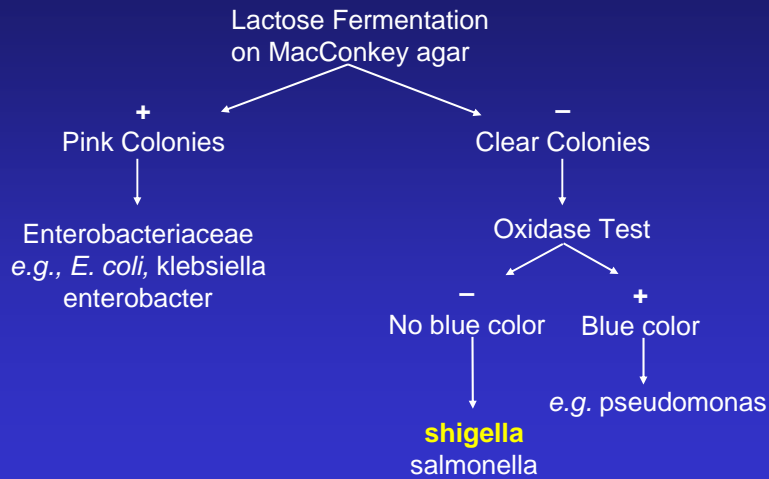 Lactose Fermentation
on MacConkey agar
+
Pink Colonies
Enterobacteriaceae
e.g., E. coli, klebsiella
enterobacter
–
Clear Colonies
Oxidase Test
–
No blue color
shigella
salmonella
+
Blue color
e.g. pseudomonas